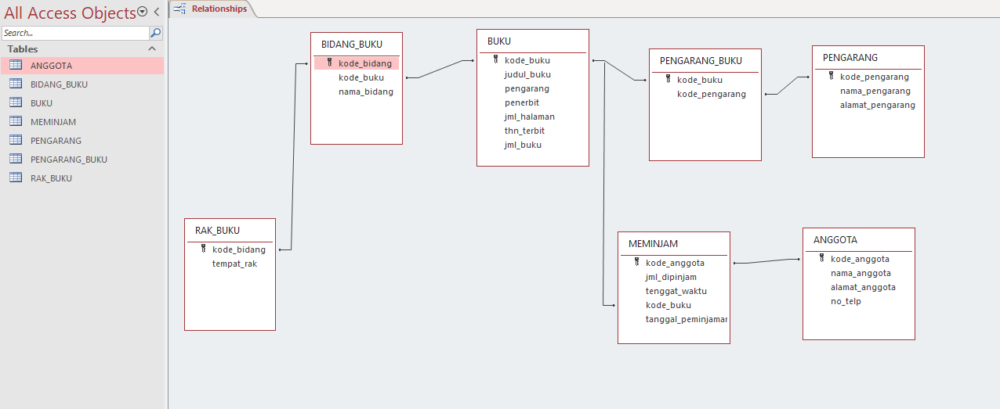 All Access Objects
Search...
Tables
ANGGOTA
BIDANG_BUKU
BUKU
MEMINJAM
PENGARANG
PENGARANG_BUKU
RAK_BUKU
Relationships
BIDANG_BUKU
kode_bidang
kode_buku
nama_bidang
BUKU
kode_buku
judul_buku
pengarang
penerbit
jml_halaman
thn_terbit
jml_buku
PENGARANG_BUKU
kode_buku
kode_pengarang
PENGARANG
kode_pengarang
nama_pengarang
alamat_pengarang
RAK_BUKU
kode_bidang
tempat_rak
MEMINJAM
kode_anggota
jml_dipinjam
tenggat_waktu
kode_buku
tanggal_peminjaman
ANGGOTA
kode_anggota
nama_anggota
alamat_anggota
no_telp